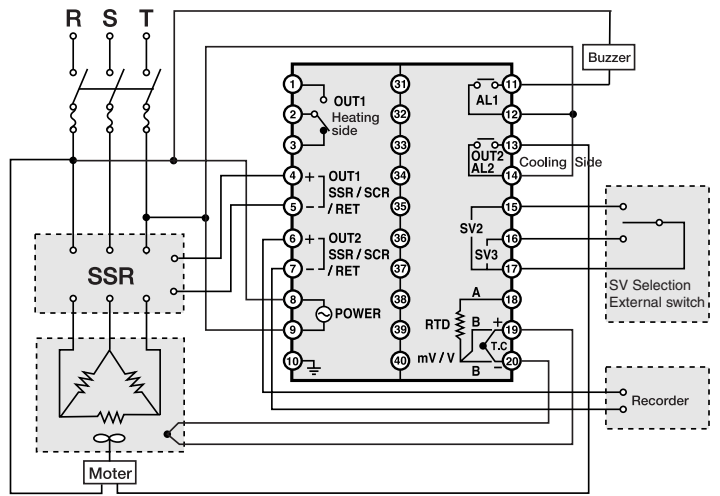 R S T
Buzzer
1
2
3
4
5
6
7
8
9
10
OUT1
Heating
side
+ OUT1
SSR / SCR
- / RET
+ OUT2
SSR / SCR
- / RET
POWER
31
32
33
34
35
36
37
38
39
40
AL1
OUT2
AL2
Cooling Side
SV2
SV3
A
RTD
B
+
T.C
mV / V
B
-
11
12
13
14
15
16
17
18
19
20
SSR
SV Selection
External switch
Recorder
Moter